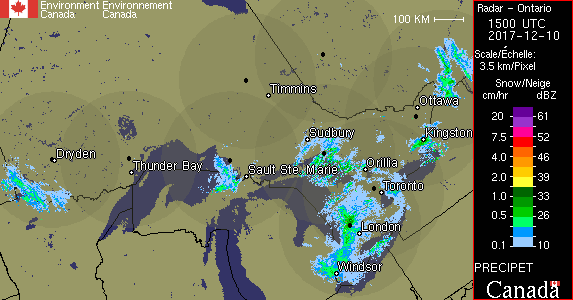 Environment Environnement
Canada Canada
100 KM
Radar - Ontario
1500 UTC
2017-12-10
Scale/Échelle:
3.5 km/Pixel
Snow/Neige
cm/hr dBZ
20 61
7.5 52
4.0 46
2.0 39
1.0 33
0.5 26
0.1 10
PRECIPET
Canada
Timmins
Ottawa
Sudbury
Kingston
Dryden
Thunder Bay
Sault Ste. Marie
Orillia
Toronto
London
Windsor